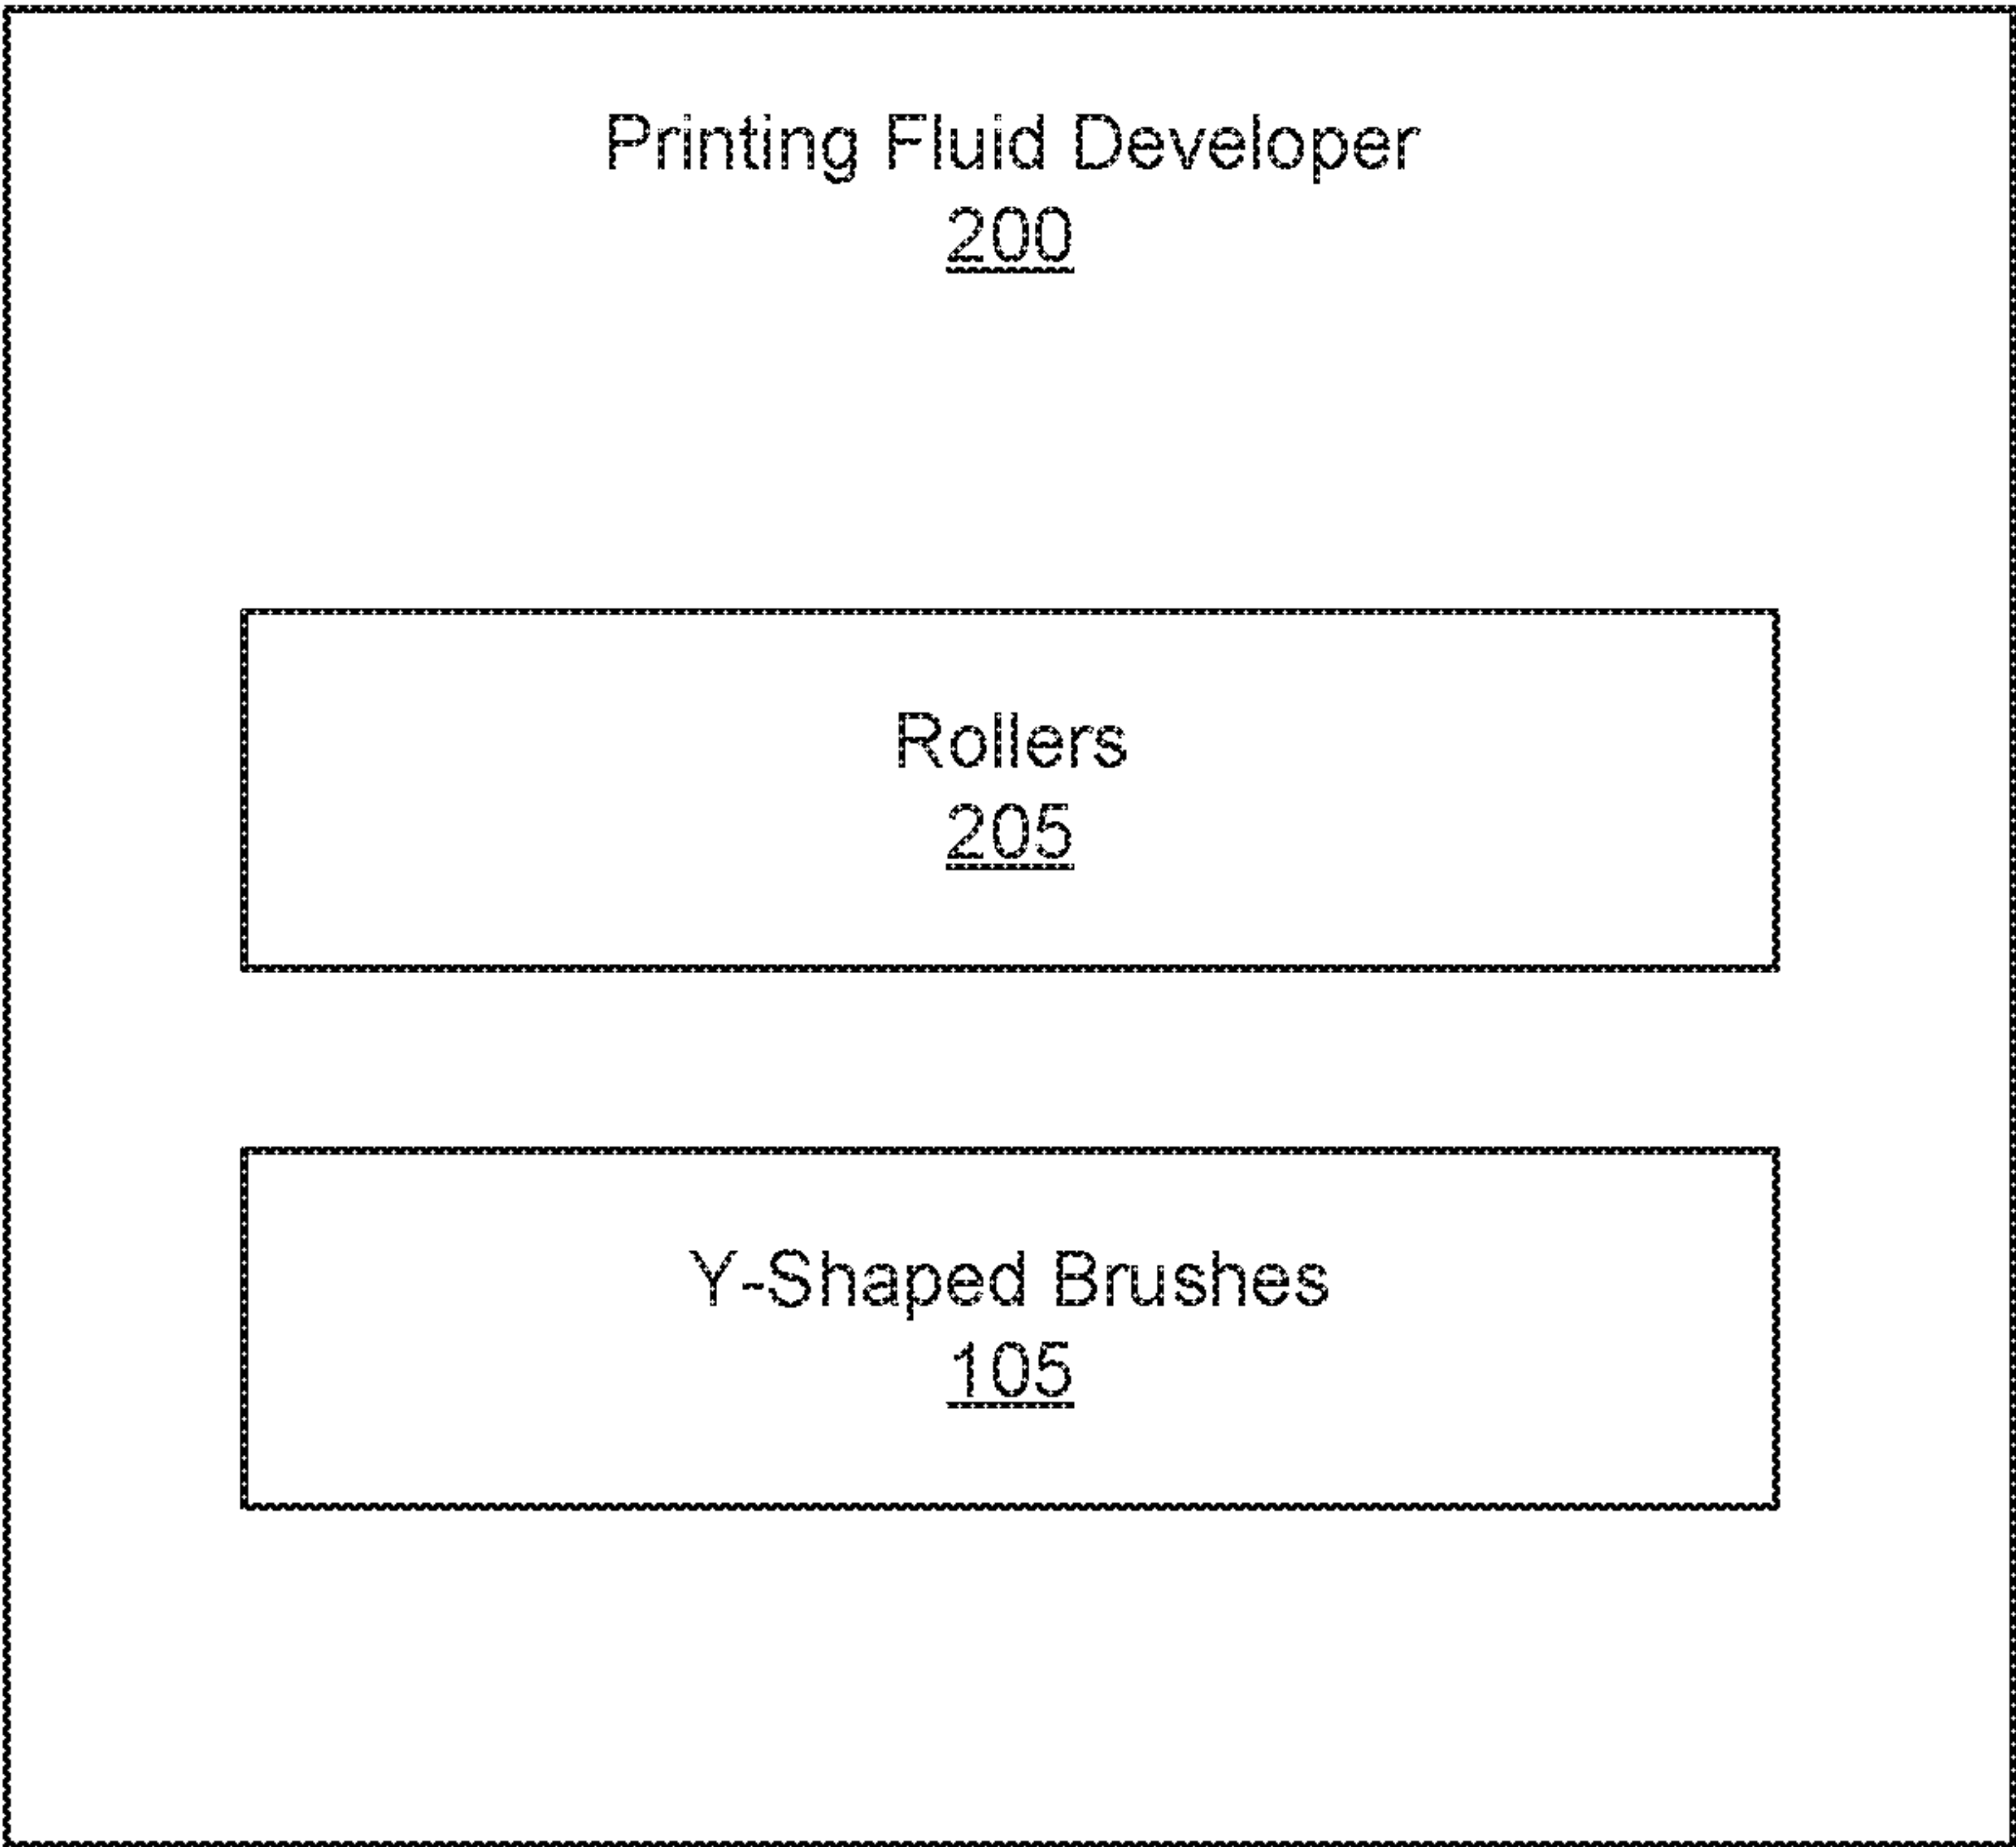 Printing Fluid Developer
200
Rollers
205
Y-Shaped Brushes
105